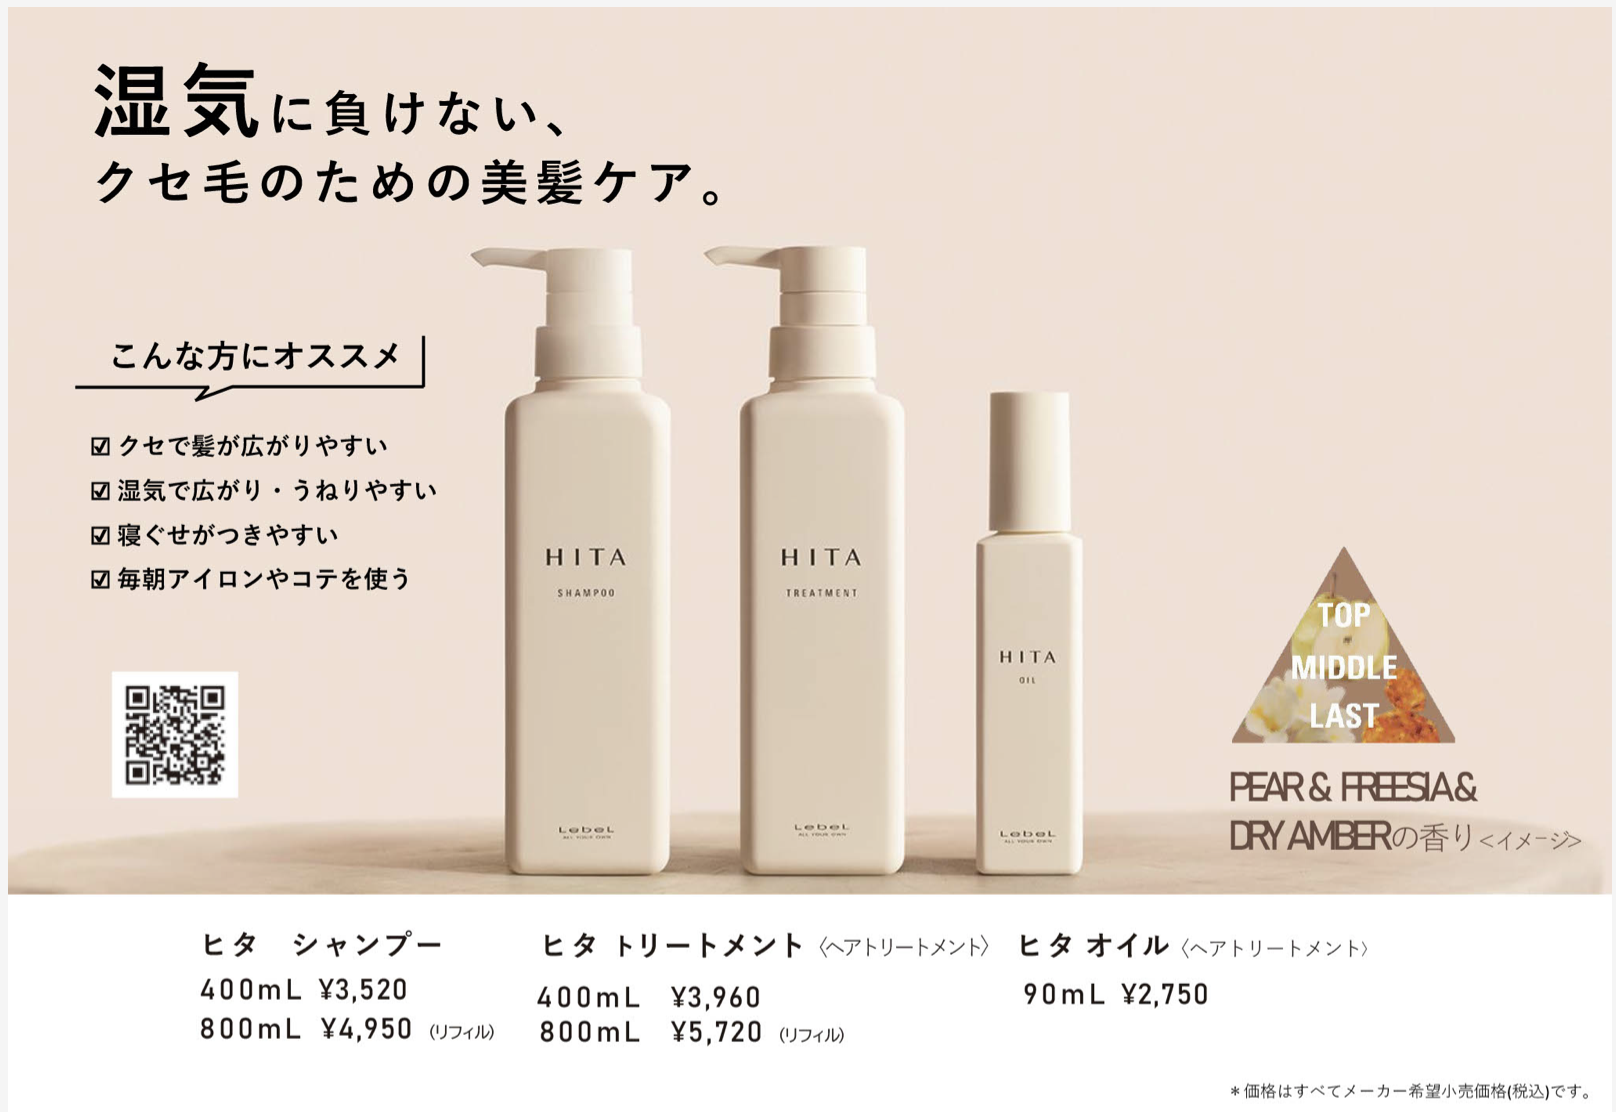 湿気に負けない、
クセ毛のための美髪ケア。
こんな方にオススメ
☑クセで髪が広がりやすい
☑湿気で広がり・うねりやすい
☑寝ぐせがつきやすい
☑毎朝アイロンやコテを使う
HITA
SHAMPOO
LebeL
ALL YOUR OWN
HITA
TREATMENT
LebeL
ALL YOUR OWN
HITA
OIL
LebeL
ALL YOUR OWN
TOP
MIDDLE
LAST
PEAR & FREESIA &
DRY AMBERの香り<イメージ>
ヒタ シャンプー
400mL ¥3,520
800mL ¥4,950 (リフィル)
ヒタ トリートメント〈ヘアトリートメント〉
400mL ¥3,960
800mL ¥5,720 (リフィル)
ヒタ オイル〈ヘアトリートメント〉
90mL ¥2,750
*価格はすべてメーカー希望小売価格(税込)です。